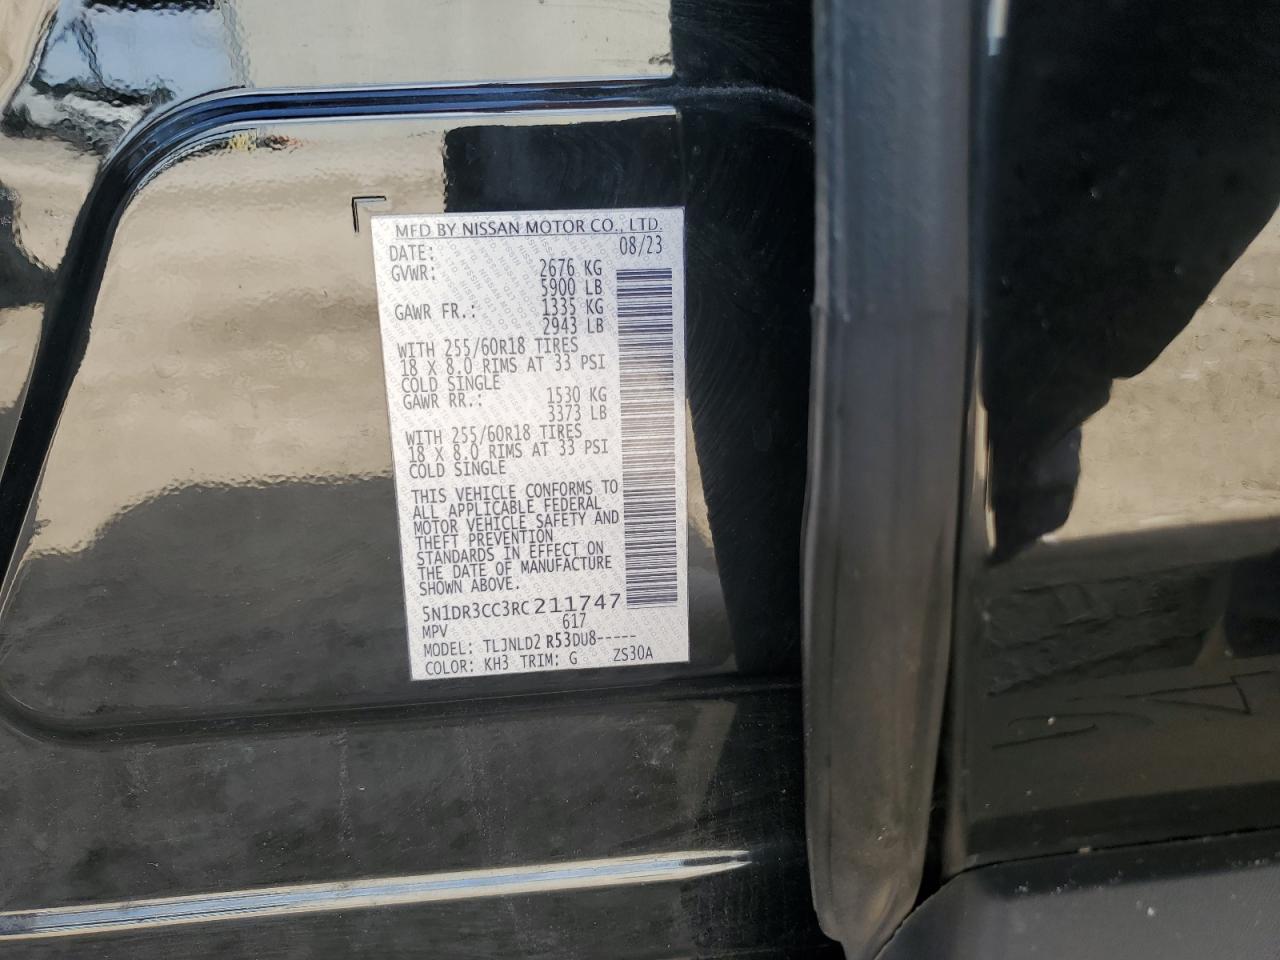 MFD BY NISSAN MOTOR CO., LTD.
DATE: 08/23
GVWR: 2676 KG
5900 LB
GAWR FR.: 1335 KG
2943 LB
WITH 255/60R18 TIRES
18 X 8.0 RIMS AT 33 PSI
COLD SINGLE
GAWR RR.: 1530 KG
3373 LB
WITH 255/60R18 TIRES
18 X 8.0 RIMS AT 33 PSI
COLD SINGLE
THIS VEHICLE CONFORMS TO
ALL APPLICABLE FEDERAL
MOTOR VEHICLE SAFETY AND
THEFT PREVENTION
STANDARDS IN EFFECT ON
THE DATE OF MANUFACTURE
SHOWN ABOVE.
5N1DR3CC3RC211747
MPV 617
MODEL: TLJNLD2 R53DU8-----
COLOR: KH3 TRIM: G ZS30A